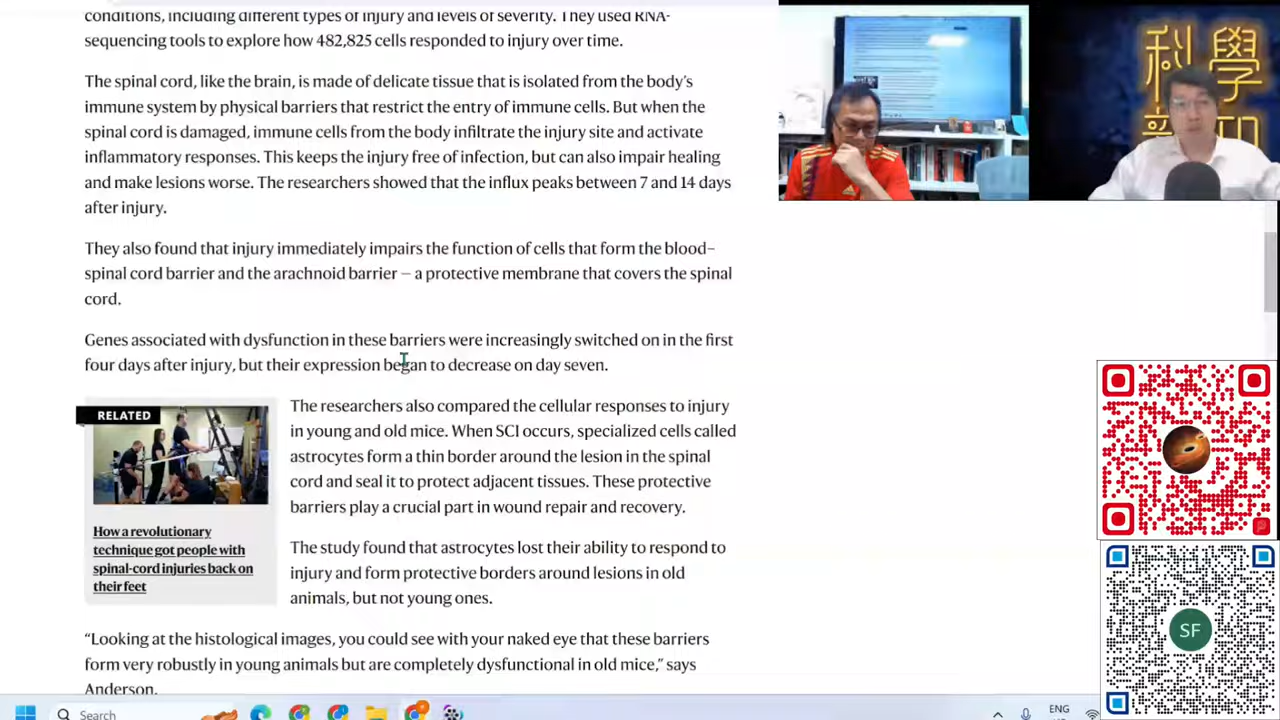 conditions, including different types of injury and levels of severity. They used RNA-
sequencing tools to explore how 482,825 cells responded to injury over time.
The spinal cord, like the brain, is made of delicate tissue that is isolated from the body's
immune system by physical barriers that restrict the entry of immune cells. But when the
spinal cord is damaged, immune cells from the body infiltrate the injury site and activate
inflammatory responses. This keeps the injury free of infection, but can also impair healing
and make lesions worse. The researchers showed that the influx peaks between 7 and 14 days
after injury.
They also found that injury immediately impairs the function of cells that form the blood–
spinal cord barrier and the arachnoid barrier — a protective membrane that covers the spinal
cord.
Genes associated with dysfunction in these barriers were increasingly switched on in the first
four days after injury, but their expression began to decrease on day seven.
RELATED
How a revolutionary
technique got people with
spinal-cord injuries back on
their feet
The researchers also compared the cellular responses to injury
in young and old mice. When SCI occurs, specialized cells called
astrocytes form a thin border around the lesion in the spinal
cord and seal it to protect adjacent tissues. These protective
barriers play a crucial part in wound repair and recovery.
The study found that astrocytes lost their ability to respond to
injury and form protective borders around lesions in old
animals, but not young ones.
“Looking at the histological images, you could see with your naked eye that these barriers
form very robustly in young animals but are completely dysfunctional in old mice,” says
Anderson.
科學
SF
Search
ENG